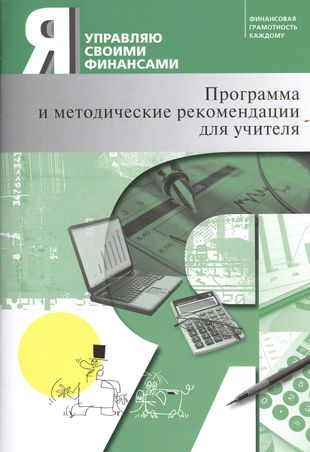 Я УПРАВЛЯЮ
СВОИМИ
ФИНАНСАМИ
ФИНАНСОВАЯ
ГРАМОТНОСТЬ
КАЖДОМУ
Программа
и методические рекомендации
для учителя